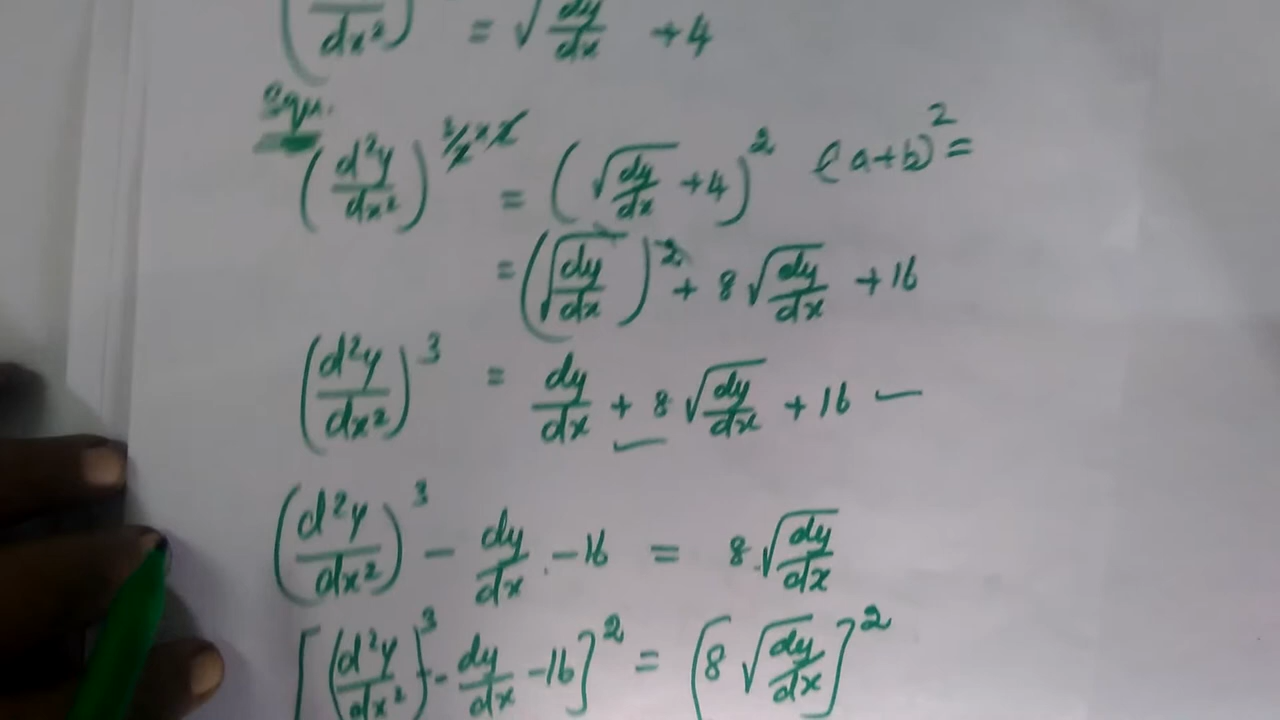 (d²y/dx²) = √(dy/dx) + 4
Squ.
(d²y/dx²)^(3/2 × 2) = (√(dy/dx) + 4)² (a+b)² =
= (√(dy/dx))² + 8 √(dy/dx) + 16
(d²y/dx²)³ = dy/dx + 8 √(dy/dx) + 16 —
(d²y/dx²)³ - dy/dx . - 16 = 8 . √(dy/dx)
[(d²y/dx²)³ - dy/dx - 16]² = [8 √(dy/dx)]²